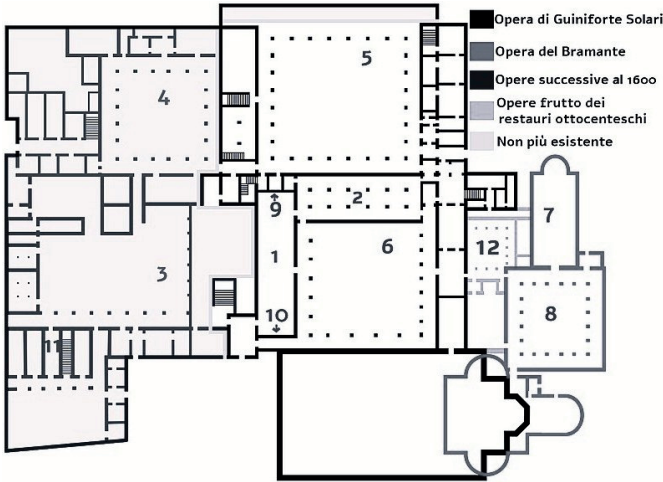 Opera di Guiniforte Solari
Opera del Bramante
Opere successive al 1600
Opere frutto dei
restauri ottocenteschi
Non più esistente
5
4
2
9
7
6
12
1
3
8
10
11